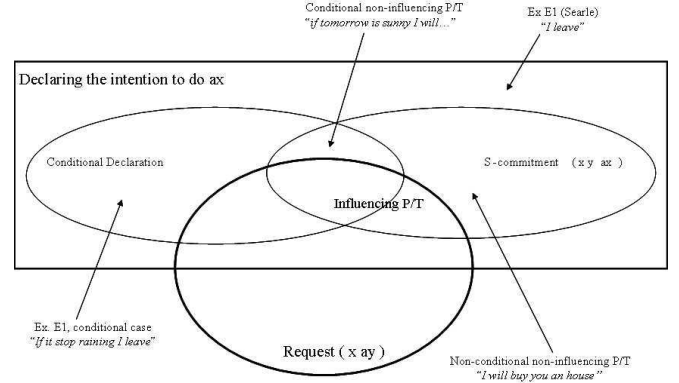 Conditional non-influencing P/T
"if tomorrow is sunny I will...."
Ex E1 (Searle)
"I leave"
Declaring the intention to do ax
Conditional Declaration
S-commitment ( x y ax )
Influencing P/T
Ex. E1, conditional case
"If it stop raining I leave"
Request ( x ay )
Non-conditional non-influencing P/T
"I will buy you an house"